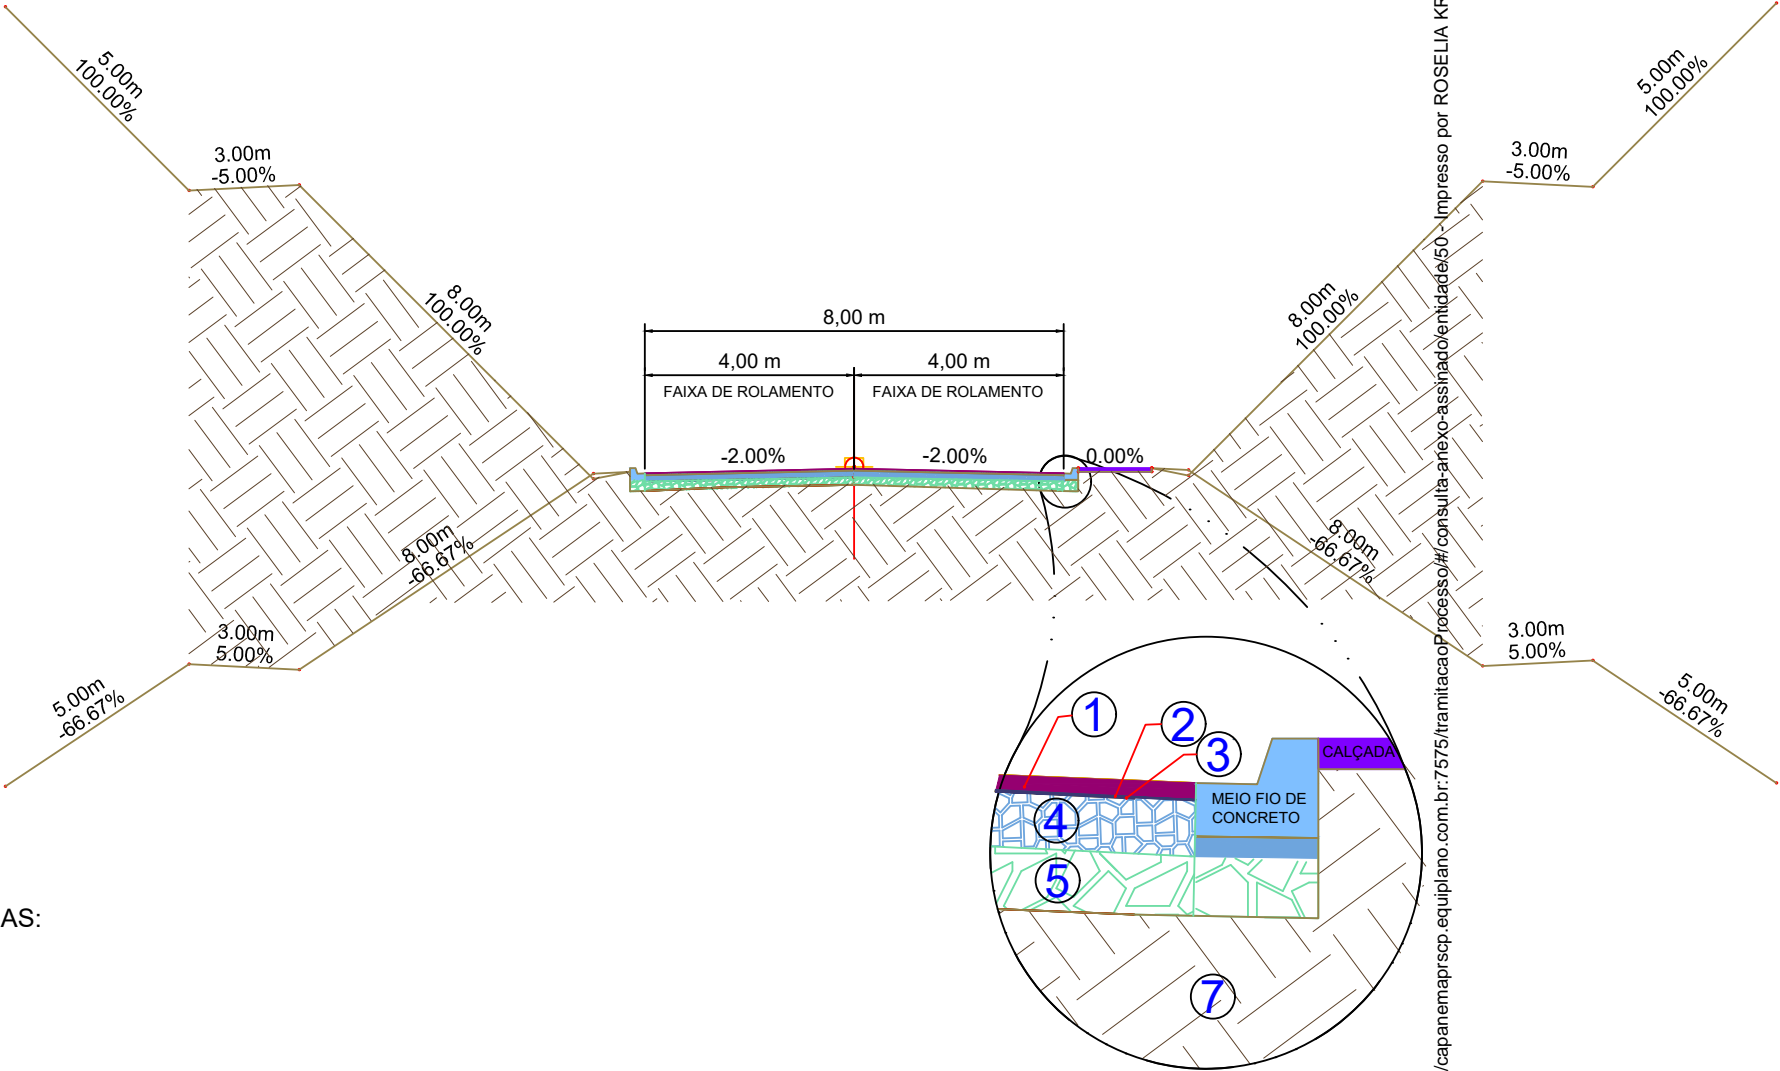 5.00m
100.00%
3.00m
-5.00%
8.00m
100.00%
8,00 m
4,00 m
4,00 m
FAIXA DE ROLAMENTO
FAIXA DE ROLAMENTO
-2.00%
-2.00%
0.00%
8.00m
100.00%
3.00m
-5.00%
5.00m
100.00%
8.00m
-66.67%
3.00m
5.00%
5.00m
-66.67%
8.00m
-66.67%
3.00m
5.00%
5.00m
-66.67%
1
2
3
CALÇADA
MEIO FIO DE
CONCRETO
4
5
7
AS:
/capanemaprscp.equiplano.com.br:7575/tramitacaoProcesso/#/consulta-anexo-assinado/entidade/50 - Impresso por ROSELIA